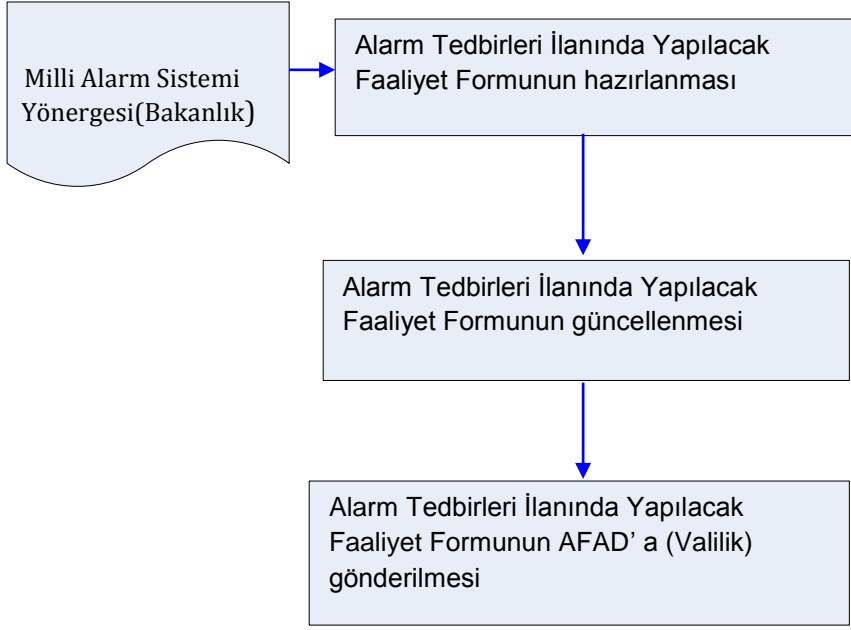 Milli Alarm Sistemi
Yönergesi(Bakanlık)
Alarm Tedbirleri İlanında Yapılacak
Faaliyet Formunun hazırlanması
Alarm Tedbirleri İlanında Yapılacak
Faaliyet Formunun güncellenmesi
Alarm Tedbirleri İlanında Yapılacak
Faaliyet Formunun AFAD’ a (Valilik)
gönderilmesi